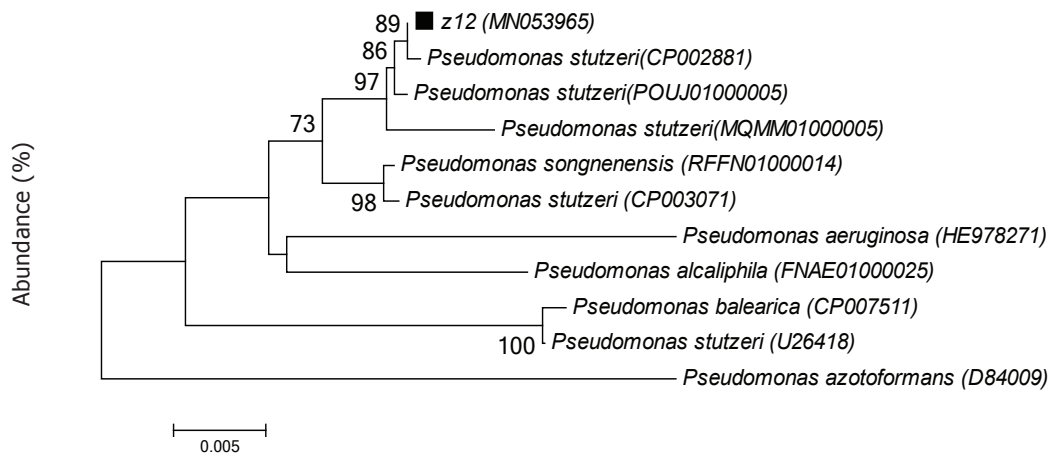 89 z12 (MN053965)
86 Pseudomonas stutzeri(CP002881)
97 Pseudomonas stutzeri(POUJ01000005)
73 Pseudomonas stutzeri(MQMM01000005)
Pseudomonas songnenensis (RFFN01000014)
98 Pseudomonas stutzeri (CP003071)
Pseudomonas aeruginosa (HE978271)
Pseudomonas alcaliphila (FNAE01000025)
Pseudomonas balearica (CP007511)
100 Pseudomonas stutzeri (U26418)
Pseudomonas azotoformans (D84009)
0.005
Abundance (%)